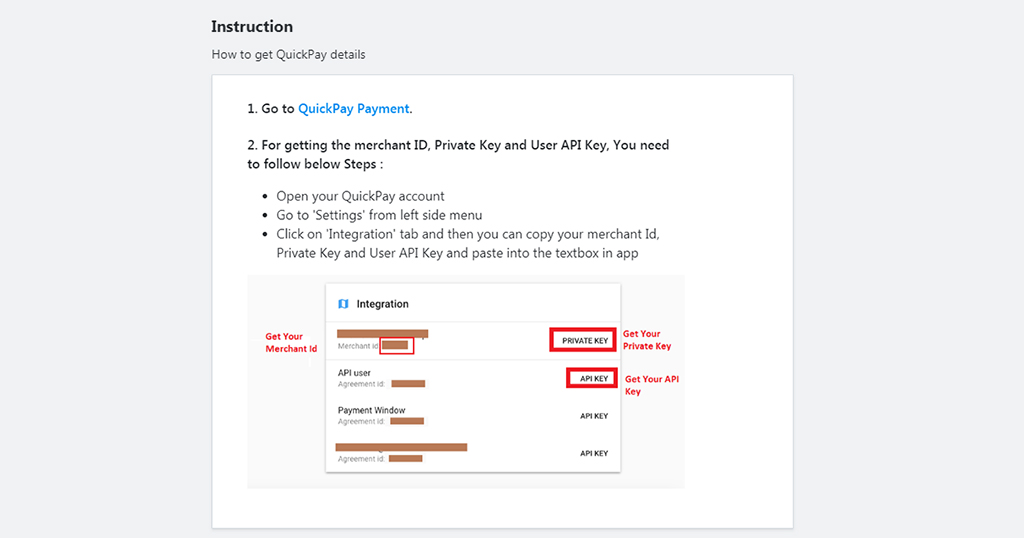 Instruction
How to get QuickPay details
1. Go to QuickPay Payment.
2. For getting the merchant ID, Private Key and User API Key, You need
to follow below Steps :
Open your QuickPay account
Go to 'Settings' from left side menu
Click on 'Integration' tab and then you can copy your merchant Id,
Private Key and User API Key and paste into the textbox in app
Integration
Get Your
Merchant Id
Merchant id:
PRIVATE KEY
Get Your
Private Key
API user
Agreement id:
API KEY
Get Your API
Key
Payment Window
Agreement id:
API KEY
Agreement id:
API KEY